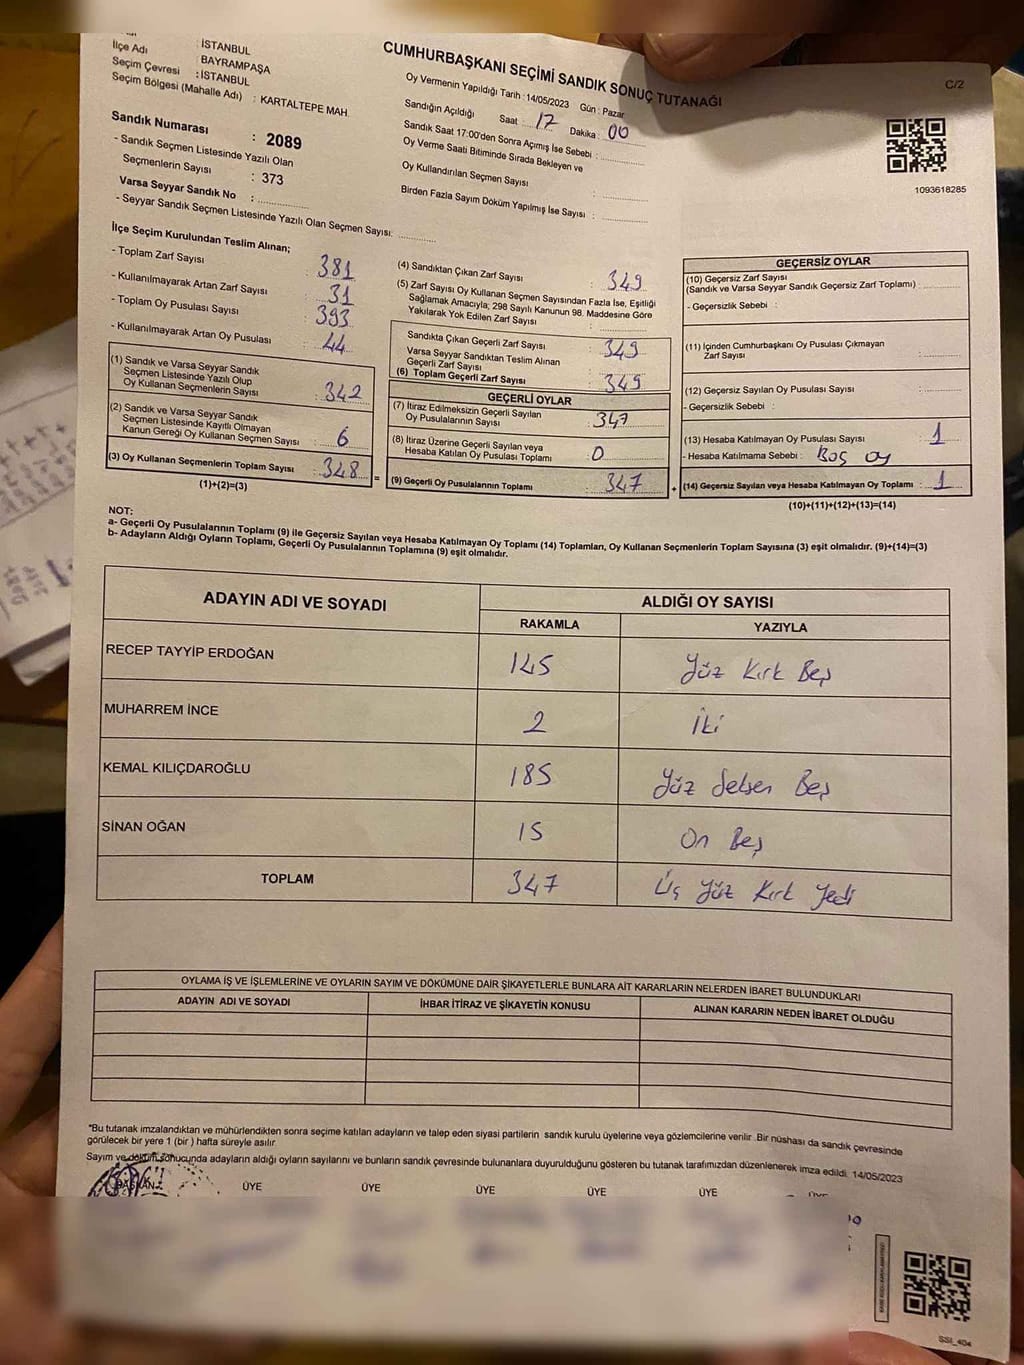 CUMHURBAŞKANI SEÇİMİ SANDIK SONUÇ TUTANAĞI
C/2
: İSTANBUL
İlçe Adı : BAYRAMPAŞA
Seçim Çevresi : İSTANBUL
Seçim Bölgesi (Mahalle Adı) : KARTALTEPE MAH.
Sandık Numarası : 2089
- Sandık Seçmen Listesinde Yazılı Olan
Seçmenlerin Sayısı : 373
Varsa Seyyar Sandık No : ..............
- Seyyar Sandık Seçmen Listesinde Yazılı Olan Seçmen Sayısı: ............
Oy Vermenin Yapıldığı Tarih : 14/05/2023 Gün : Pazar
Sandığın Açıldığı Saat : 17 Dakika : 00
Sandık Saat 17:00'den Sonra Açımış İse Sebebi : ............
Oy Verme Saati Bitiminde Sırada Bekleyen ve
Oy Kullandırılan Seçmen Sayısı : ............
Birden Fazla Sayım Döküm Yapılmış İse Sayısı : ............
1093618285
İlçe Seçim Kurulundan Teslim Alınan;
- Toplam Zarf Sayısı : 381
- Kullanılmayarak Artan Zarf Sayısı : 31
- Toplam Oy Pusulası Sayısı : 393
- Kullanılmayarak Artan Oy Pusulası : 44
(1) Sandık ve Varsa Seyyar Sandık
Seçmen Listesinde Yazılı Olup
Oy Kullanan Seçmenlerin Sayısı : 342
(2) Sandık ve Varsa Seyyar Sandık
Seçmen Listesinde Kayıtlı Olmayan
Kanun Gereği Oy Kullanan Seçmen Sayısı : 6
(3) Oy Kullanan Seçmenlerin Toplam Sayısı : 348
(1)+(2)=(3)
(4) Sandıktan Çıkan Zarf Sayısı : 349
(5) Zarf Sayısı Oy Kullanan Seçmen Sayısından Fazla İse, Eşitliği
Sağlamak Amacıyla; 298 Sayılı Kanunun 98. Maddesine Göre
Yakılarak Yok Edilen Zarf Sayısı : ............
Sandıkta Çıkan Geçerli Zarf Sayısı : 349
Varsa Seyyar Sandıktan Teslim Alınan
Geçerli Zarf Sayısı :
(6) Toplam Geçerli Zarf Sayısı : 349
GEÇERLİ OYLAR
(7) İtiraz Edilmeksizin Geçerli Sayılan
Oy Pusulalarının Sayısı : 347
(8) İtiraz Üzerine Geçerli Sayılan veya
Hesaba Katılan Oy Pusulası Toplamı : 0
= (9) Geçerli Oy Pusulalarının Toplamı : 347 +
GEÇERSİZ OYLAR
(10) Geçersiz Zarf Sayısı
(Sandık ve Varsa Seyyar Sandık Geçersiz Zarf Toplamı) : ............
- Geçersizlik Sebebi :
(11) İçinden Cumhurbaşkanı Oy Pusulası Çıkmayan
Zarf Sayısı : ............
(12) Geçersiz Sayılan Oy Pusulası Sayısı : ............
- Geçersizlik Sebebi :
(13) Hesaba Katılmayan Oy Pusulası Sayısı : 1
- Hesaba Katılmama Sebebi : Boş oy
(14) Geçersiz Sayılan veya Hesaba Katılmayan Oy Toplamı : 1
(10)+(11)+(12)+(13)=(14)
NOT:
a- Geçerli Oy Pusulalarının Toplamı (9) ile Geçersiz Sayılan veya Hesaba Katılmayan Oy Toplamı (14) Toplamları, Oy Kullanan Seçmenlerin Toplam Sayısına (3) eşit olmalıdır. (9)+(14)=(3)
b- Adayların Aldığı Oyların Toplamı, Geçerli Oy Pusulalarının Toplamına (9) eşit olmalıdır.
ADAYIN ADI VE SOYADI ALDIĞI OY SAYISI
RAKAMLA YAZIYLA
RECEP TAYYİP ERDOĞAN 145 Yüz Kırk Beş
MUHARREM İNCE 2 İki
KEMAL KILIÇDAROĞLU 185 Yüz Seksen Beş
SİNAN OĞAN 15 On Beş
TOPLAM 347 Üç Yüz Kırk Yedi
OYLAMA İŞ VE İŞLEMLERİNE VE OYLARIN SAYIM VE DÖKÜMÜNE DAİR ŞİKAYETLERLE BUNLARA AİT KARARLARIN NELERDEN İBARET BULUNDUKLARI
ADAYIN ADI VE SOYADI İHBAR İTİRAZ VE ŞİKAYETİN KONUSU ALINAN KARARIN NEDEN İBARET OLDUĞU
*Bu tutanak imzalandıktan ve mühürlendikten sonra seçime katılan adayların ve talep eden siyasi partilerin sandık kurulu üyelerine veya gözlemcilerine verilir. Bir nüshası da sandık çevresinde
görülecek bir yere 1 (bir) hafta süreyle asılır.
Sayım ve döküm sonucunda adayların aldığı oyların sayılarını ve bunların sandık çevresinde bulunanlara duyurulduğunu gösteren bu tutanak tarafımızdan düzenlenerek imza edildi. 14/05/2023
BAŞKAN ÜYE ÜYE ÜYE ÜYE ÜYE ÜYE
SSI_404